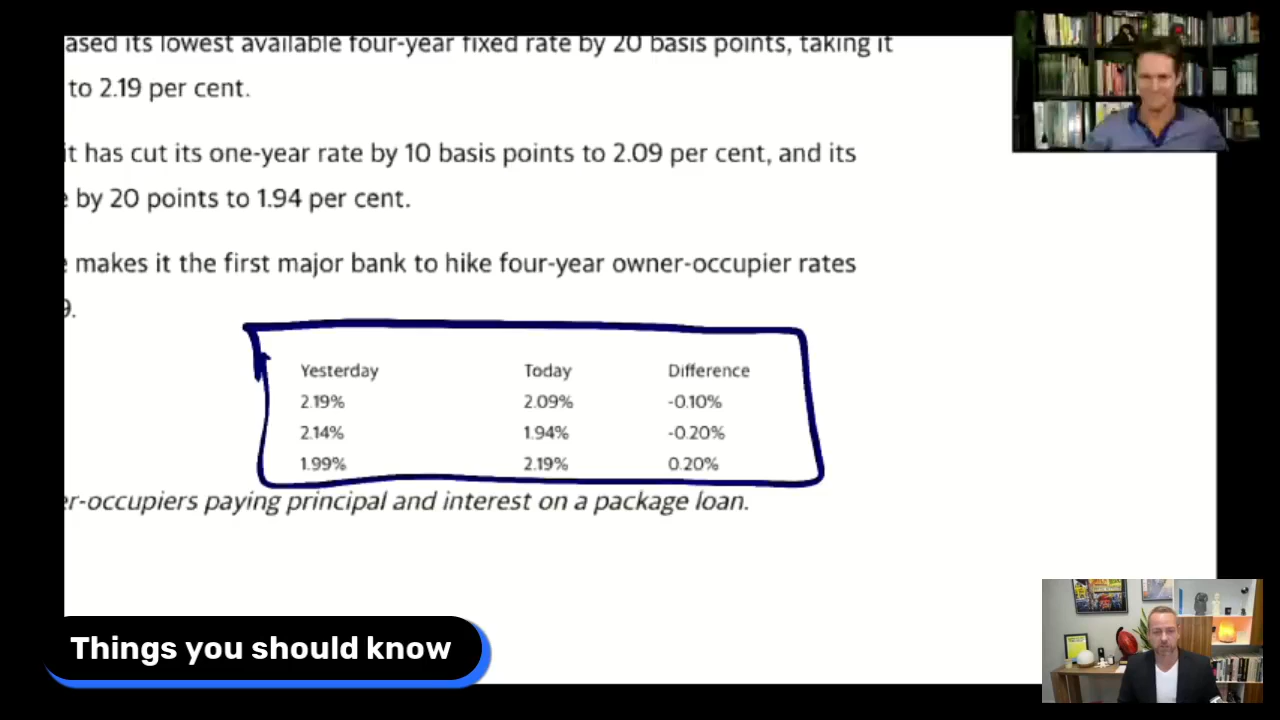 ased its lowest available four-year fixed rate by 20 basis points, taking it
to 2.19 per cent.
it has cut its one-year rate by 10 basis points to 2.09 per cent, and its
e by 20 points to 1.94 per cent.
e makes it the first major bank to hike four-year owner-occupier rates
9.
Yesterday Today Difference
2.19% 2.09% -0.10%
2.14% 1.94% -0.20%
1.99% 2.19% 0.20%
er-occupiers paying principal and interest on a package loan.
Things you should know